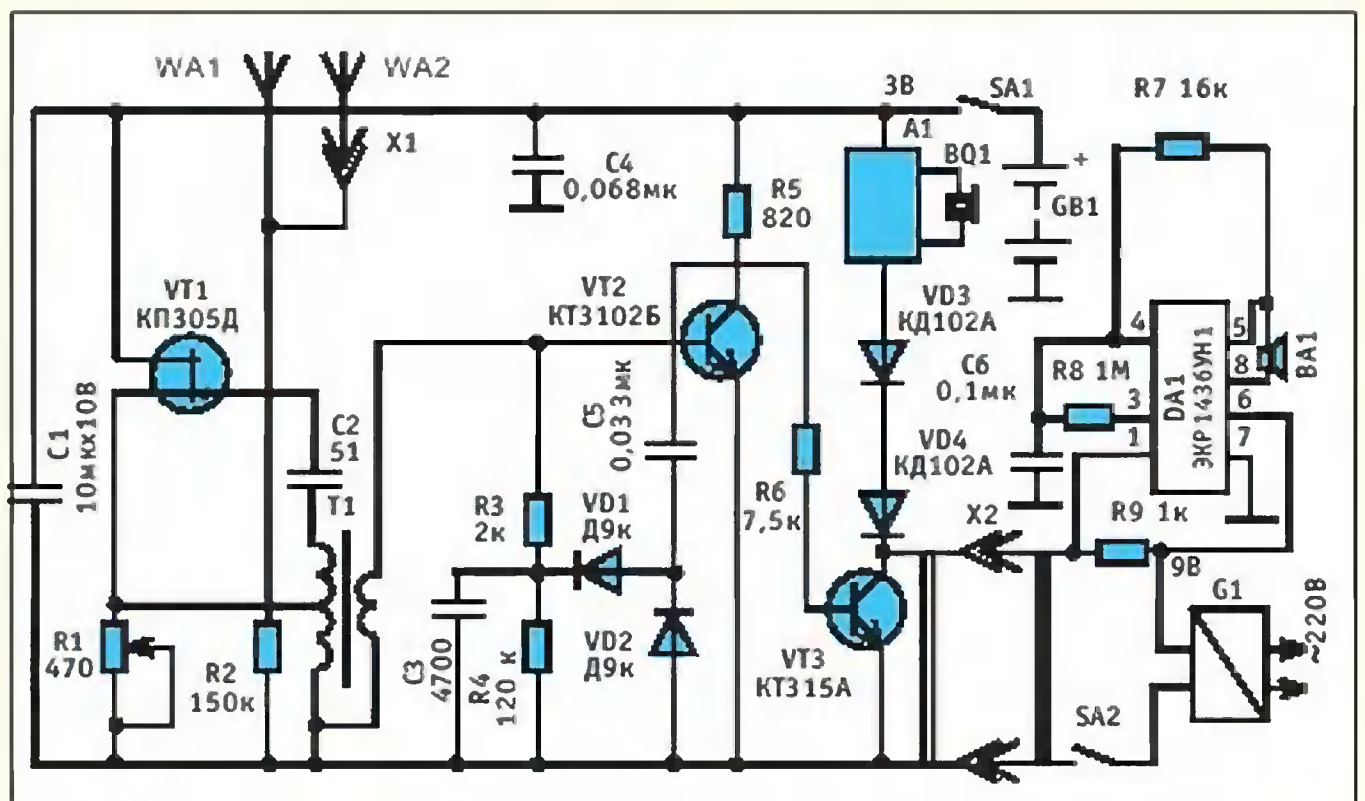 WA1
WA2
X1
3В
SA1
R7 16к
A1
BQ1
C4
0,068мк
R5
820
+
GB1
VT1
КП305Д
VT2
КТ3102Б
VD3
КД102А
4
5
8
3
6
1
7
DA1
ЭКР1436УН1
BA1
C6
0,1мк
R8 1М
C1
10мкх10В
C2
51
T1
C5
0,033мк
VD4
КД102А
R3
2к
VD1
Д9к
R6
7,5к
X2
R9 1к
9В
G1
~220В
R1
470
R2
150к
C3
4700
R4
120 к
VD2
Д9к
VT3
КТ315А
SA2